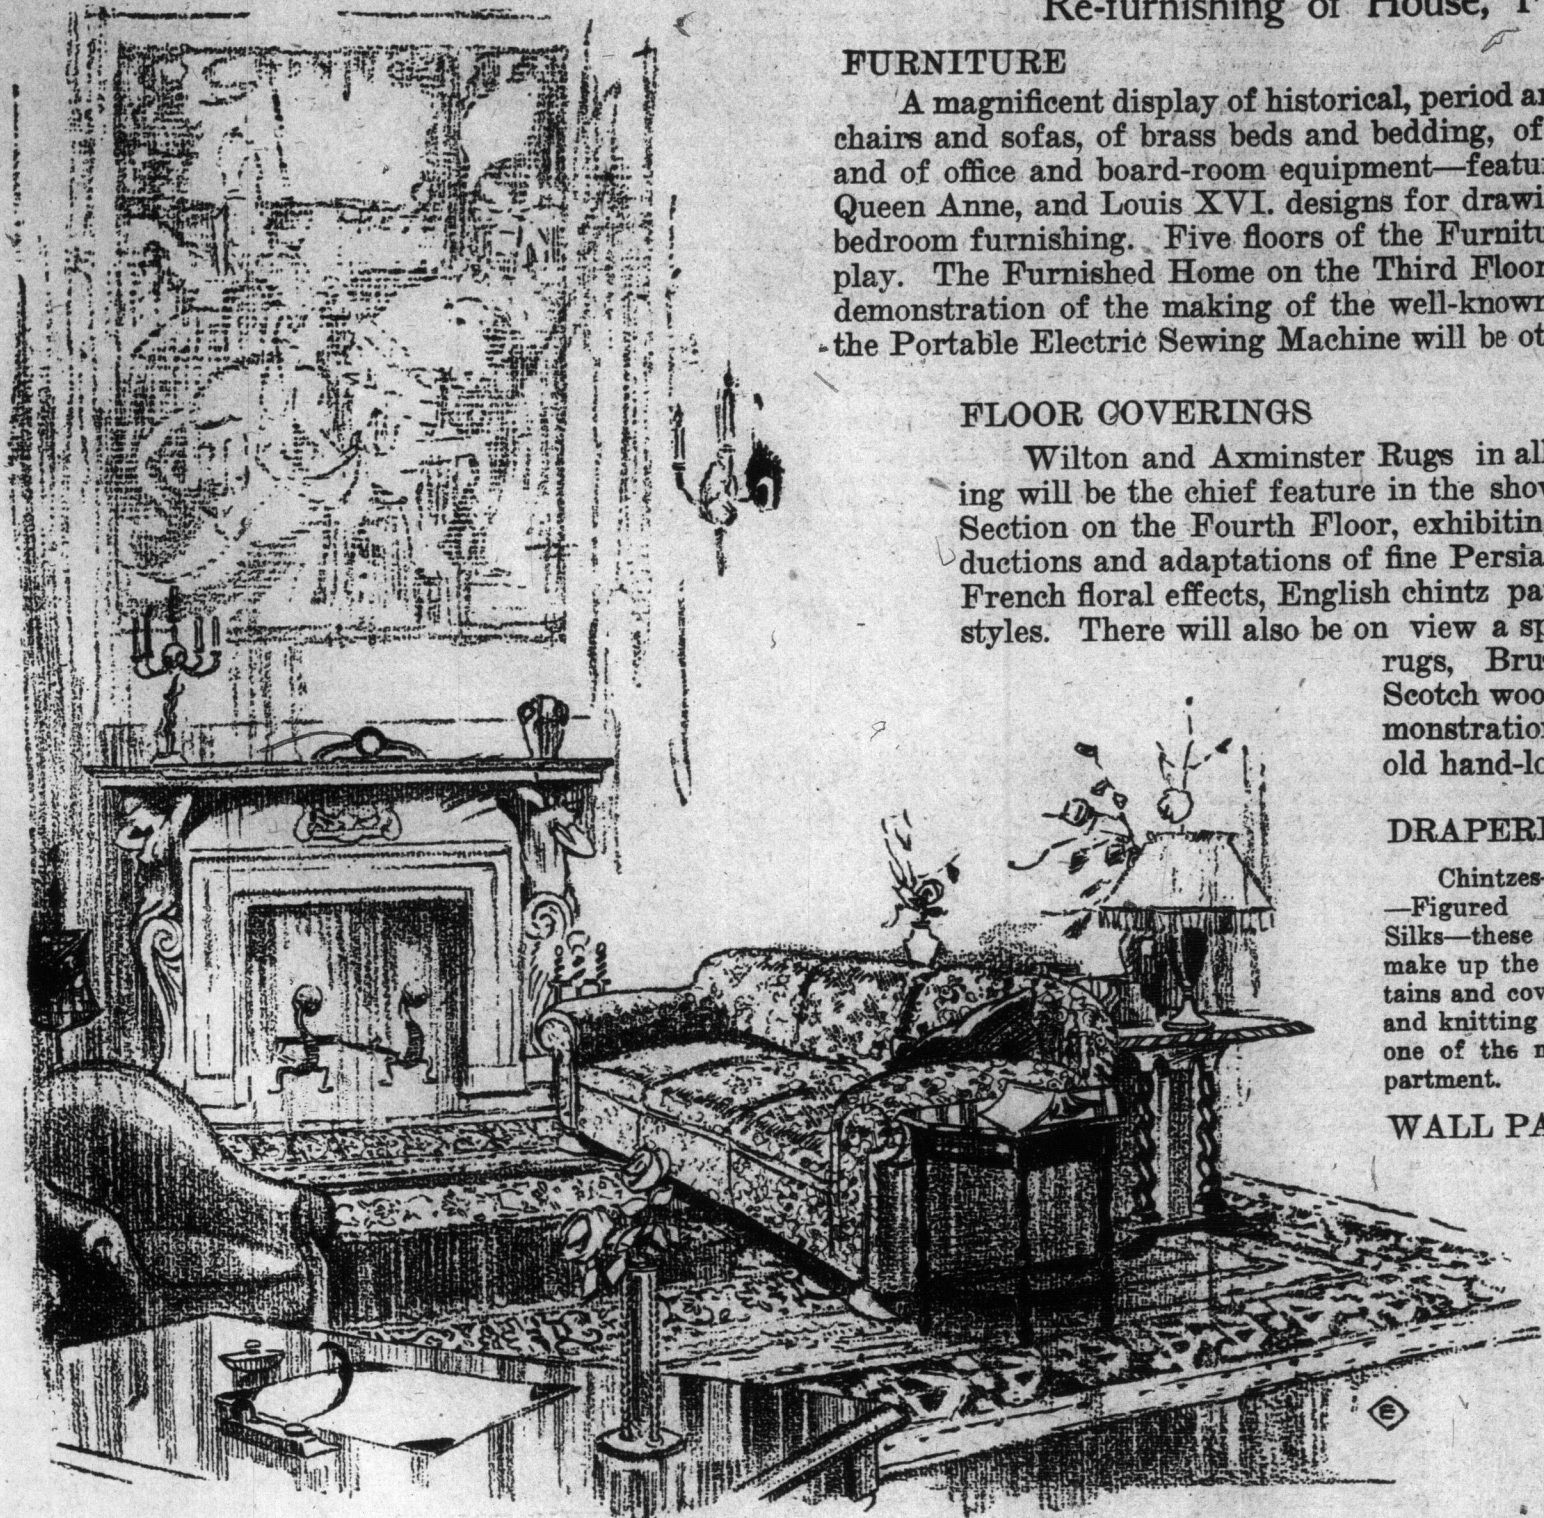 Re-furnishing of House,
FURNITURE
A magnificent display of historical, period
chairs and sofas, of brass beds and bedding, of
and of office and board-room equipment—featu
Queen Anne, and Louis XVI. designs for drawi
bedroom furnishing. Five floors of the Furnitu
play. The Furnished Home on the Third Floor
demonstration of the making of the well-known
the Portable Electric Sewing Machine will be ot
FLOOR COVERINGS
Wilton and Axminster Rugs in all
ing will be the chief feature in the show
Section on the Fourth Floor, exhibitin
ductions and adaptations of fine Persia
French floral effects, English chintz pa
styles. There will also be on view a sp
rugs, Bru
Scotch woo
monstration
old hand-lo
DRAPERI
Chintzes—
—Figured
Silks—these
make up the
tains and cov
and knitting
one of the m
partment.
WALL PA
E